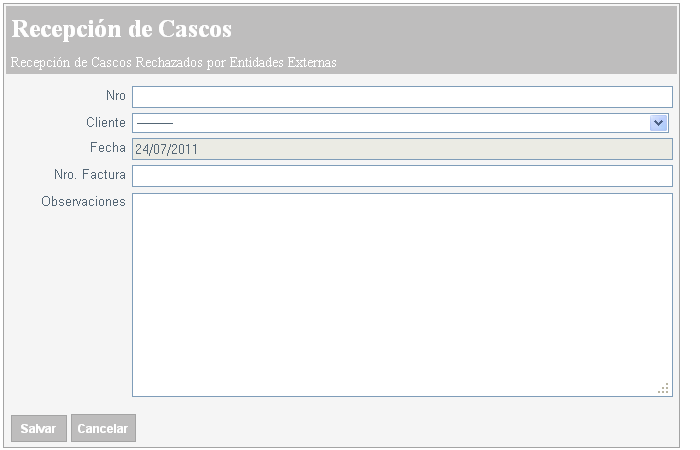 Recepción de Cascos
Recepción de Cascos Rechazados por Entidades Externas
Nro
Cliente ---------
Fecha 24/07/2011
Nro. Factura
Observaciones
Salvar Cancelar